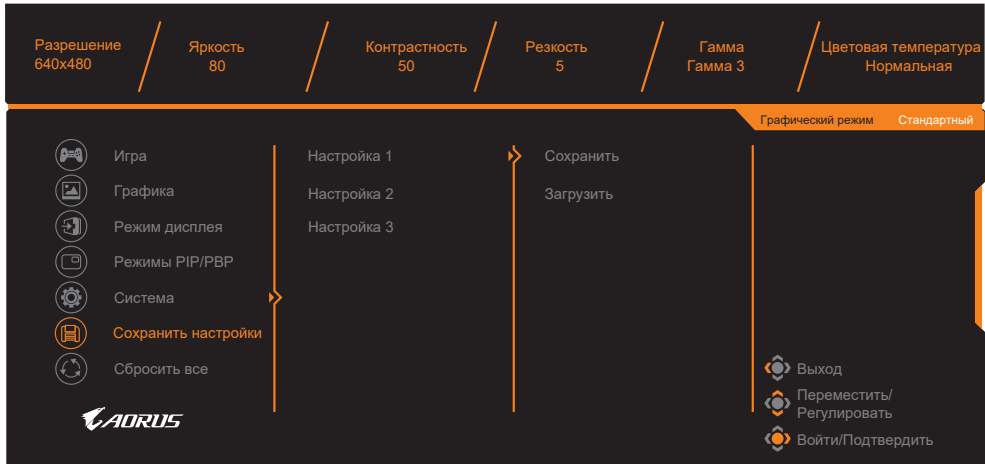 Разрешение
640x480
Яркость
80
Контрастность
50
Резкость
5
Гамма
Гамма 3
Цветовая температура
Нормальная
Графический режим Стандартный
Игра
Графика
Режим дисплея
Режимы PIP/PBP
Система
Сохранить настройки
Сбросить все
Настройка 1
Настройка 2
Настройка 3
Сохранить
Загрузить
Выход
Переместить/
Регулировать
Войти/Подтвердить
AORUS